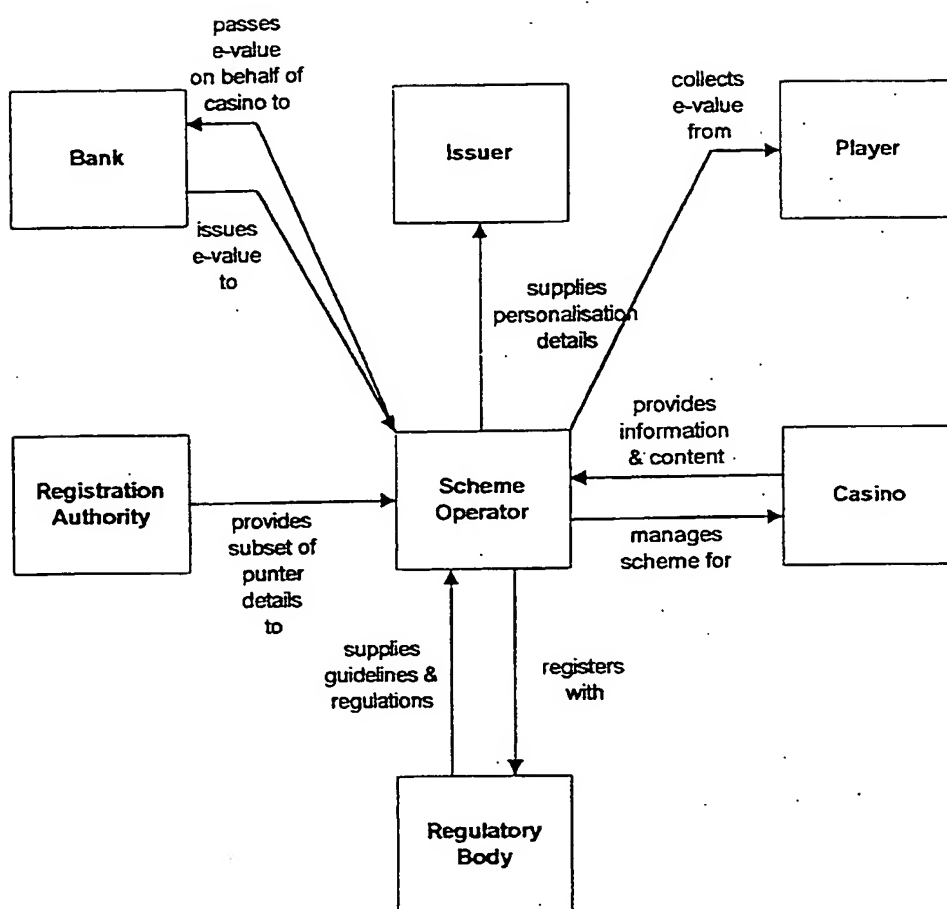 passes
e-value
on behalf of
casino to
collects
e-value
from
Bank
Issuer
Player
issues
e-value
to
supplies
personalisation
details
provides
information
& content
Registration
Authority
Scheme
Operator
Casino
provides
subset of
punter
details
to
manages
scheme for
supplies
guidelines &
regulations
registers
with
Regulatory
Body